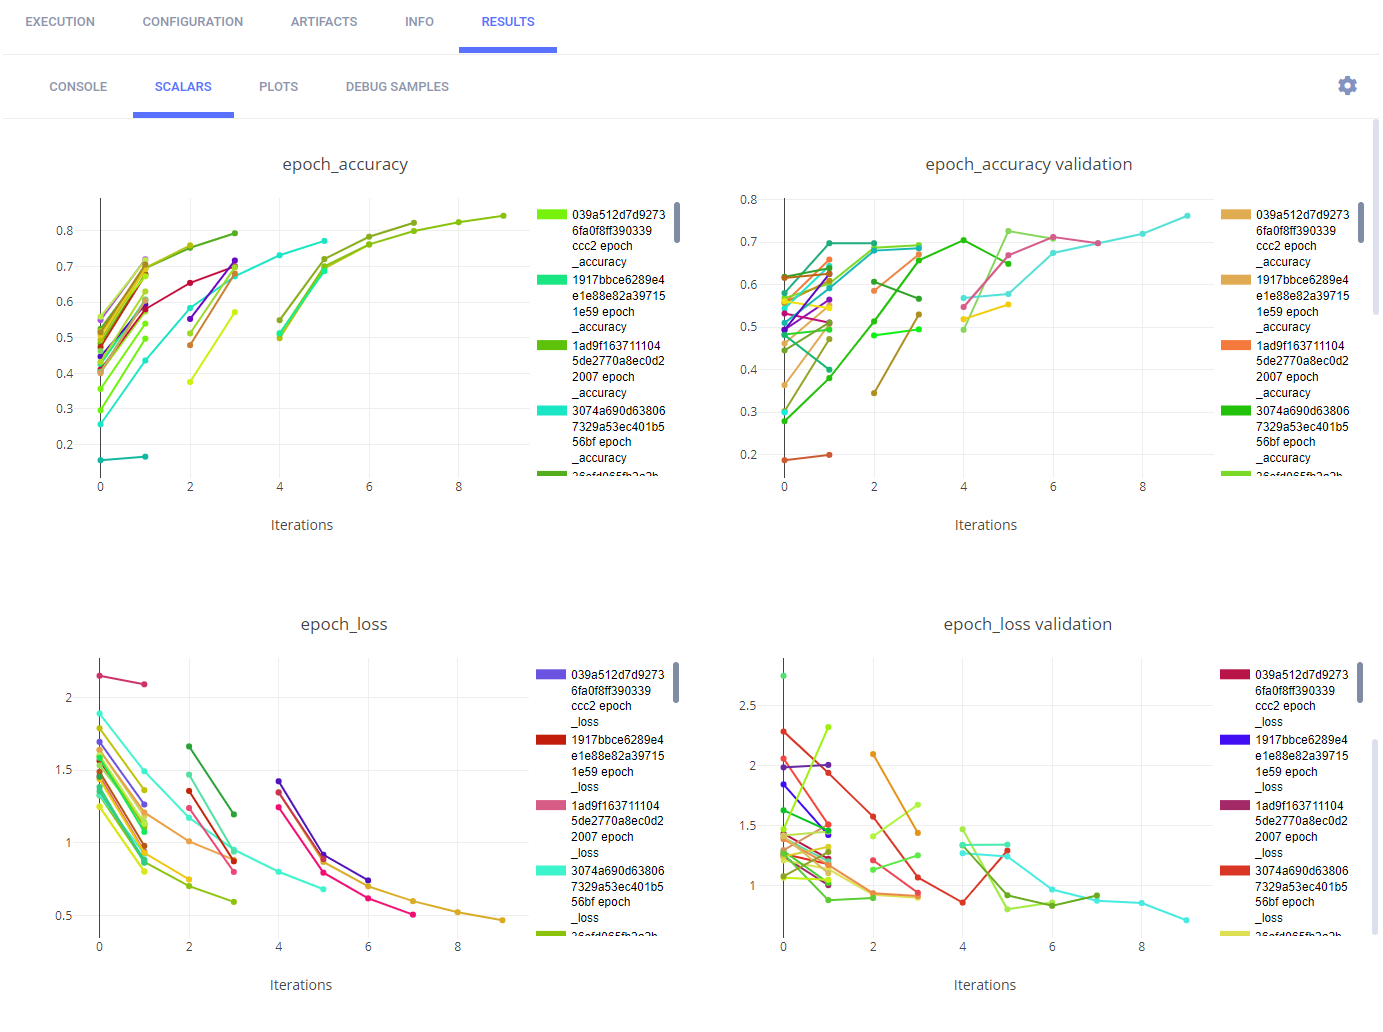 EXECUTION CONFIGURATION ARTIFACTS INFO RESULTS
CONSOLE SCALARS PLOTS DEBUG SAMPLES
epoch_accuracy
0.8
0.7
0.6
0.5
0.4
0.3
0.2
0 2 4 6 8
Iterations
039a512d7d9273
6fa0f8ff390339
ccc2 epoch
_accuracy
1917bbce6289e4
e1e88e82a39715
1e59 epoch
_accuracy
1ad9f163711104
5de2770a8ec0d2
2007 epoch
_accuracy
3074a690d63806
7329a53ec401b5
56bf epoch
_accuracy
epoch_accuracy validation
0.8
0.7
0.6
0.5
0.4
0.3
0.2
0 2 4 6 8
Iterations
039a512d7d9273
6fa0f8ff390339
ccc2 epoch
_accuracy
1917bbce6289e4
e1e88e82a39715
1e59 epoch
_accuracy
1ad9f163711104
5de2770a8ec0d2
2007 epoch
_accuracy
3074a690d63806
7329a53ec401b5
56bf epoch
_accuracy
epoch_loss
2
1.5
1
0.5
0 2 4 6 8
Iterations
039a512d7d9273
6fa0f8ff390339
ccc2 epoch
_loss
1917bbce6289e4
e1e88e82a39715
1e59 epoch
_loss
1ad9f163711104
5de2770a8ec0d2
2007 epoch
_loss
3074a690d63806
7329a53ec401b5
56bf epoch
_loss
epoch_loss validation
2.5
2
1.5
1
0 2 4 6 8
Iterations
039a512d7d9273
6fa0f8ff390339
ccc2 epoch
_loss
1917bbce6289e4
e1e88e82a39715
1e59 epoch
_loss
1ad9f163711104
5de2770a8ec0d2
2007 epoch
_loss
3074a690d63806
7329a53ec401b5
56bf epoch
_loss